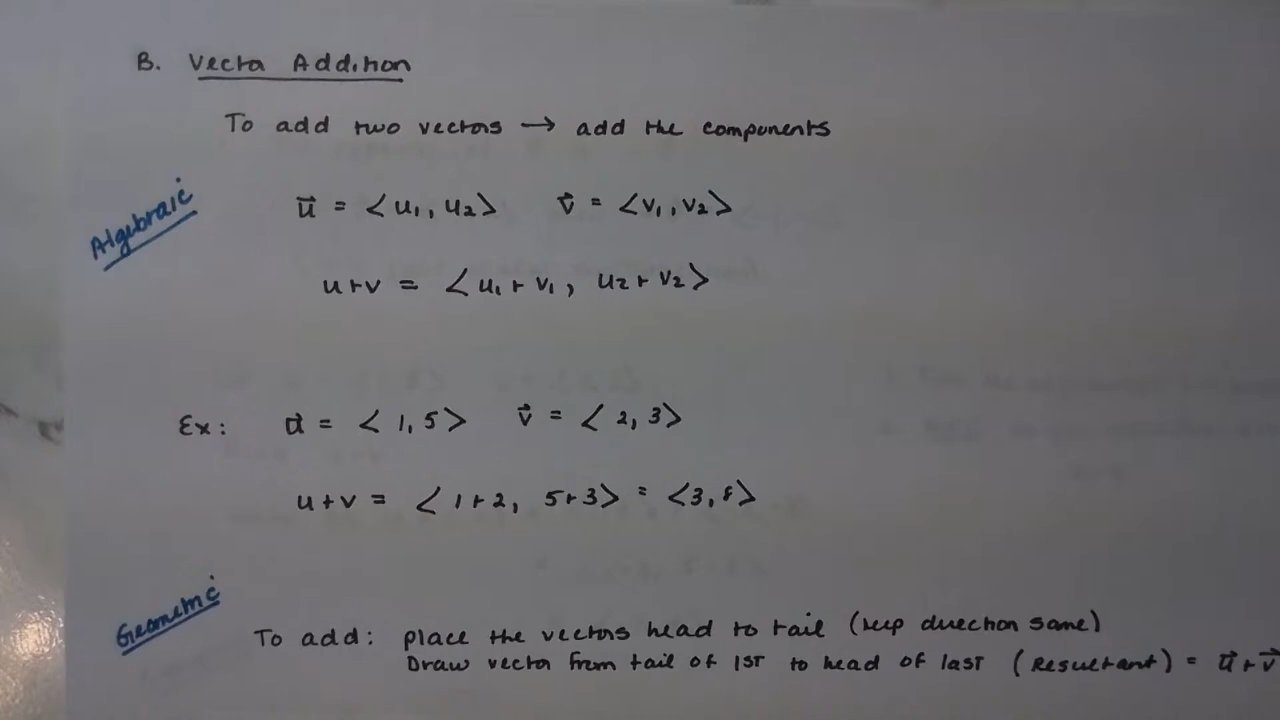 B. Vector Addition
To add two vectors → add the components
Algebraic
u⃗ = <u₁, u₂> v⃗ = <v₁, v₂>
u+v = <u₁ + v₁, u₂ + v₂>
Ex: u⃗ = < 1, 5 > v⃗ = < 2, 3>
u+v = < 1+2, 5+3> = <3, 8>
Geometric
To add: place the vectors head to tail (keep direction same)
Draw vector from tail of 1ST to head of last (Resultant) = u⃗ + v⃗